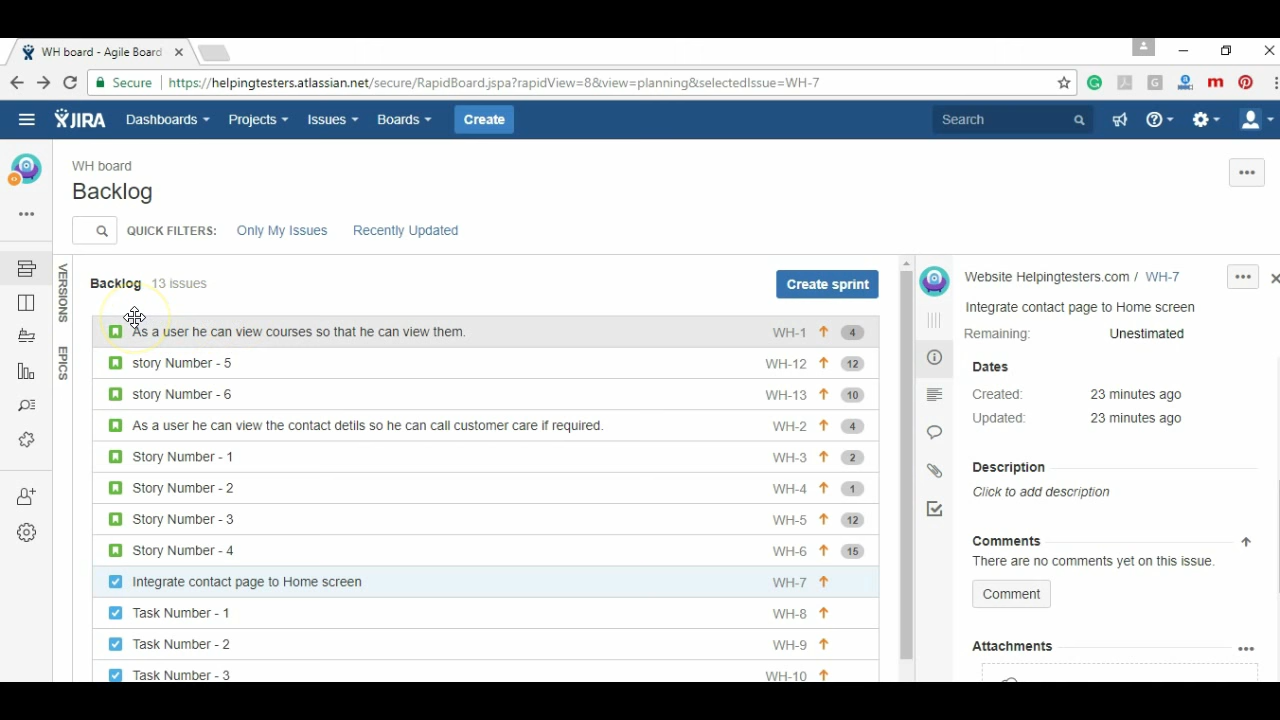 WH board - Agile Board
Secure https://helpingtesters.atlassian.net/secure/RapidBoard.jspa?rapidView=8&view=planning&selectedIssue=WH-7
JIRA Dashboards Projects Issues Boards Create Search
WH board
Backlog
QUICK FILTERS: Only My Issues Recently Updated
VERSIONS
EPICS
Backlog 13 issues Create sprint
As a user he can view courses so that he can view them. WH-1 4
story Number - 5 WH-12 12
story Number - 6 WH-13 10
As a user he can view the contact detils so he can call customer care if required. WH-2 4
Story Number - 1 WH-3 2
Story Number - 2 WH-4 1
Story Number - 3 WH-5 12
Story Number - 4 WH-6 15
Integrate contact page to Home screen WH-7
Task Number - 1 WH-8
Task Number - 2 WH-9
Task Number - 3 WH-10
Website Helpingtesters.com / WH-7
Integrate contact page to Home screen
Remaining: Unestimated
Dates
Created: 23 minutes ago
Updated: 23 minutes ago
Description
Click to add description
Comments
There are no comments yet on this issue.
Comment
Attachments